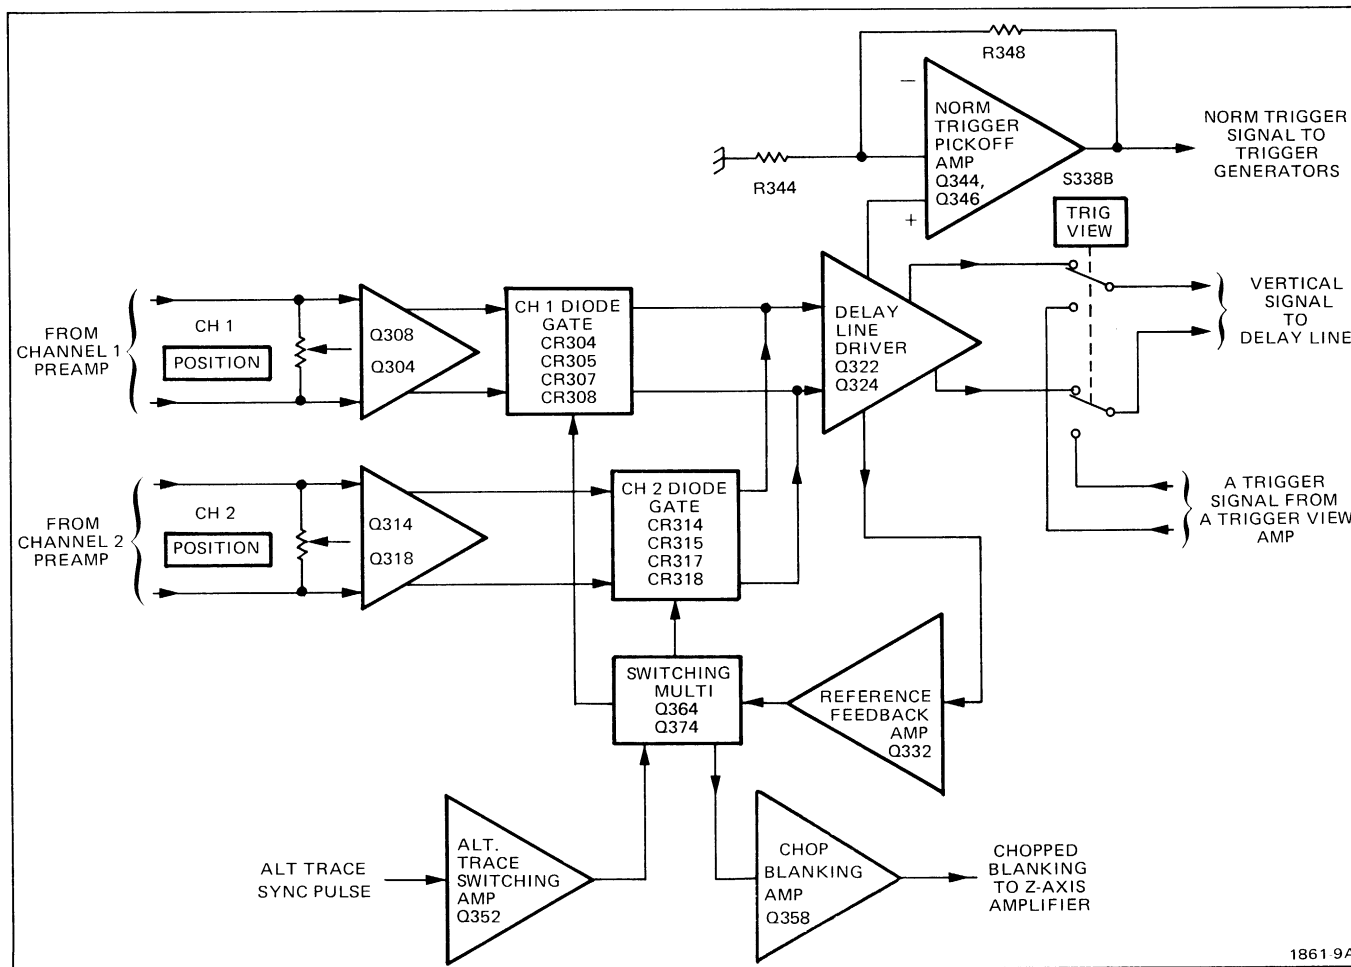 R348
NORM
TRIGGER
PICKOFF
AMP
Q344,
Q346
−
+
R344
NORM TRIGGER
SIGNAL TO
TRIGGER
GENERATORS
S338B
TRIG
VIEW
FROM
CHANNEL 1
PREAMP
CH 1
POSITION
Q308
Q304
CH 1 DIODE
GATE
CR304
CR305
CR307
CR308
DELAY
LINE
DRIVER
Q322
Q324
VERTICAL
SIGNAL
TO
DELAY LINE
FROM
CHANNEL 2
PREAMP
CH 2
POSITION
Q314
Q318
CH 2 DIODE
GATE
CR314
CR315
CR317
CR318
A TRIGGER
SIGNAL FROM
A TRIGGER VIEW
AMP
SWITCHING
MULTI
Q364
Q374
REFERENCE
FEEDBACK
AMP
Q332
ALT TRACE
SYNC PULSE
ALT.
TRACE
SWITCHING
AMP
Q352
CHOP
BLANKING
AMP
Q358
CHOPPED
BLANKING
TO Z-AXIS
AMPLIFIER
1861-9A